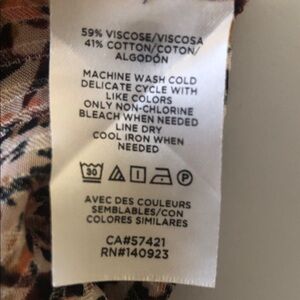 59% VISCOSE/VISCOSA
41% COTTON/COTON/
ALGODÓN
MACHINE WASH COLD
DELICATE CYCLE WITH
LIKE COLORS
ONLY NON-CHLORINE
BLEACH WHEN NEEDED
LINE DRY
COOL IRON WHEN
NEEDED
30 P
AVEC DES COULEURS
SEMBLABLES/CON
COLORES SIMILARES
CA#57421
RN#140923